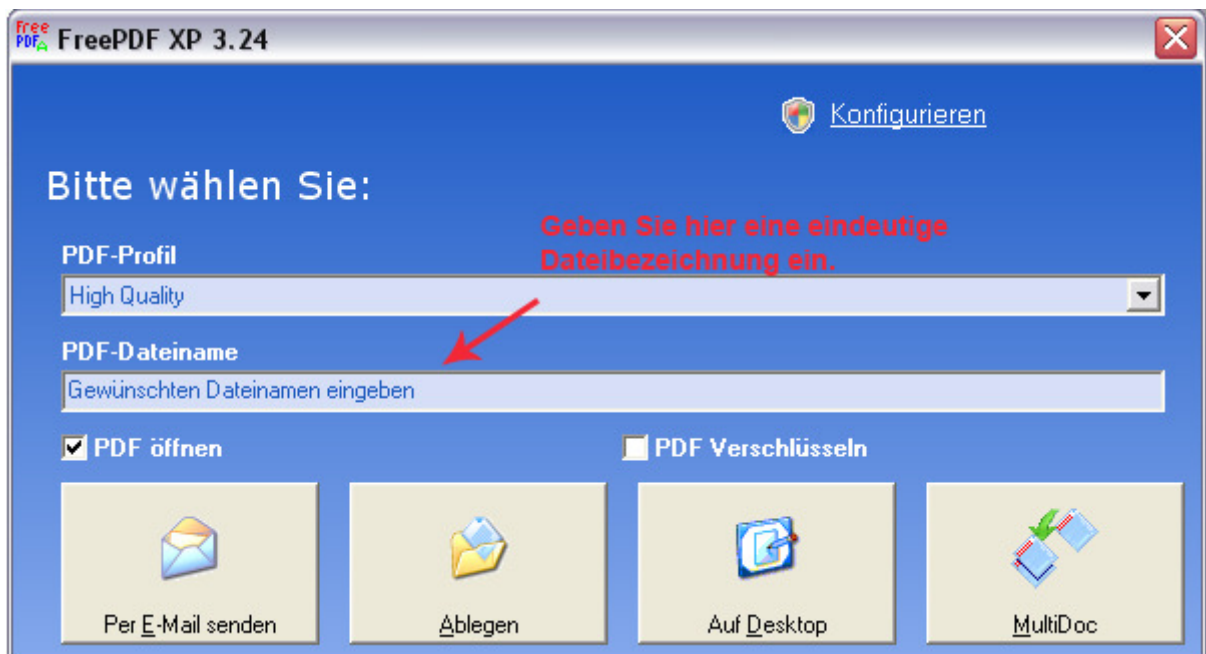 Free
PDF
FreePDF XP 3.24
Konfigurieren
Bitte wählen Sie:
Geben Sie hier eine eindeutige
Dateibezeichnung ein.
PDF-Profil
High Quality
PDF-Dateiname
Gewünschten Dateinamen eingeben
PDF öffnen
PDF Verschlüsseln
Per E-Mail senden
Ablegen
Auf Desktop
MultiDoc